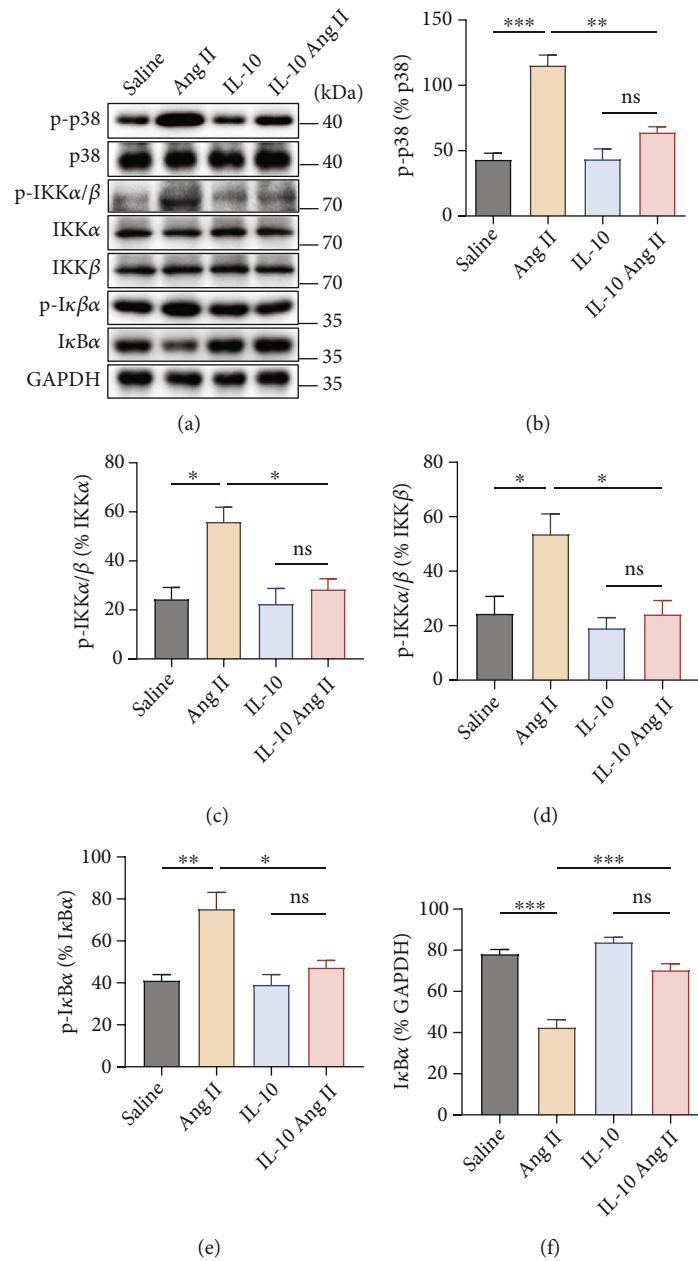 Saline Ang II IL-10 IL-10 Ang II
(kDa)
p-p38 40
p38 40
p-IKKα/β 70
IKKα 70
IKKβ 70
p-Iκβα 35
IκBα 35
GAPDH 35
(a)
150
100
50
0
p-p38 (% p38)
*** **
ns
Saline Ang II IL-10 IL-10 Ang II
(b)
80
60
40
20
0
p-IKKα/β (% IKKα)
* *
ns
Saline Ang II IL-10 IL-10 Ang II
(c)
80
60
40
20
0
p-IKKα/β (% IKKβ)
* *
ns
Saline Ang II IL-10 IL-10 Ang II
(d)
100
80
60
40
20
0
p-IκBα (% IκBα)
** *
ns
Saline Ang II IL-10 IL-10 Ang II
(e)
100
80
60
40
20
0
IκBα (% GAPDH)
***
*** ns
Saline Ang II IL-10 IL-10 Ang II
(f)